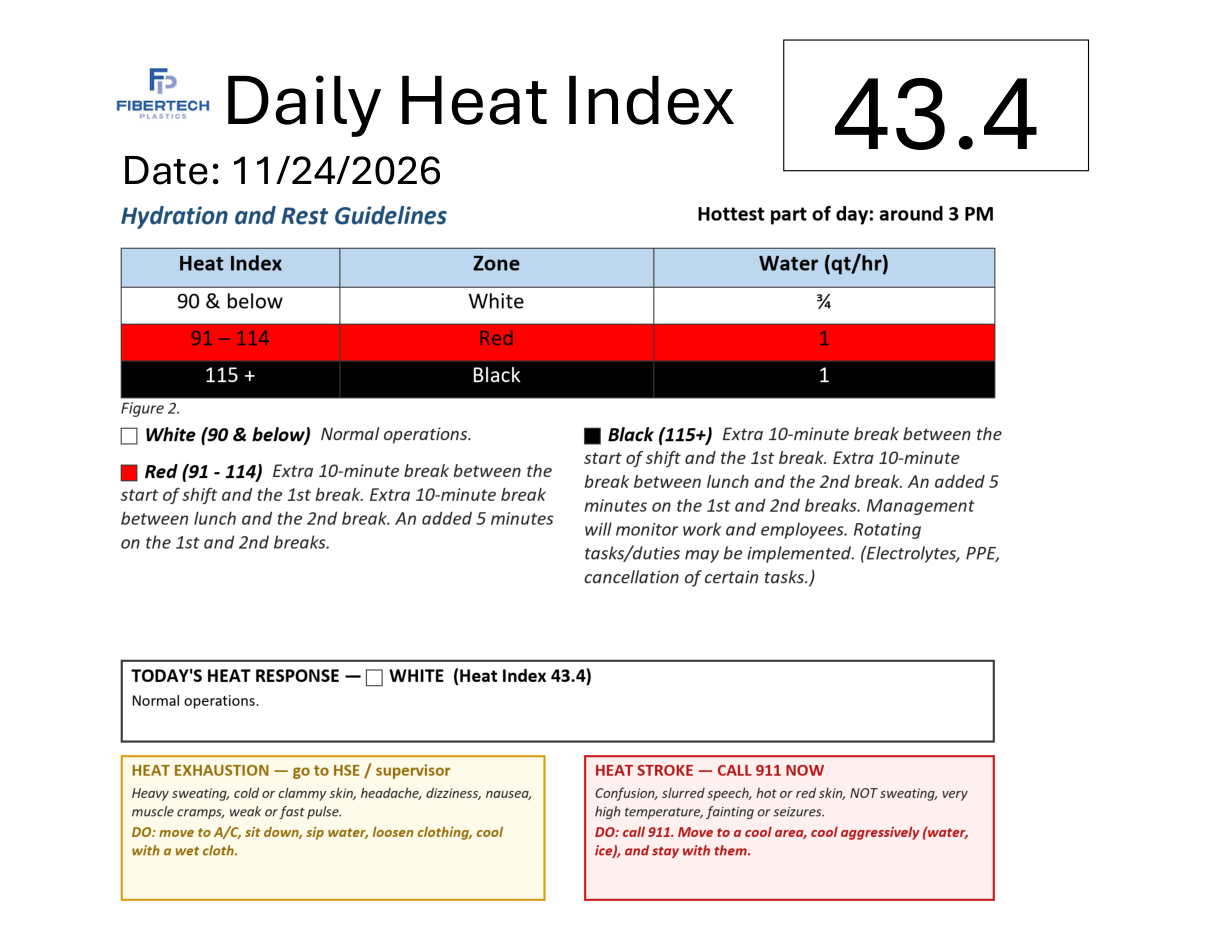 FP
FIBERTECH
PLASTICS
Daily Heat Index
43.4
Date: 11/24/2026
Hydration and Rest Guidelines
Hottest part of day: around 3 PM
Heat Index Zone Water (qt/hr)
90 & below White ¾
91 – 114 Red 1
115 + Black 1
Figure 2.
White (90 & below) Normal operations.
Red (91 - 114) Extra 10-minute break between the
start of shift and the 1st break. Extra 10-minute break
between lunch and the 2nd break. An added 5 minutes
on the 1st and 2nd breaks.
Black (115+) Extra 10-minute break between the
start of shift and the 1st break. Extra 10-minute
break between lunch and the 2nd break. An added 5
minutes on the 1st and 2nd breaks. Management
will monitor work and employees. Rotating
tasks/duties may be implemented. (Electrolytes, PPE,
cancellation of certain tasks.)
TODAY'S HEAT RESPONSE — WHITE (Heat Index 43.4)
Normal operations.
HEAT EXHAUSTION — go to HSE / supervisor
Heavy sweating, cold or clammy skin, headache, dizziness, nausea,
muscle cramps, weak or fast pulse.
DO: move to A/C, sit down, sip water, loosen clothing, cool
with a wet cloth.
HEAT STROKE — CALL 911 NOW
Confusion, slurred speech, hot or red skin, NOT sweating, very
high temperature, fainting or seizures.
DO: call 911. Move to a cool area, cool aggressively (water,
ice), and stay with them.